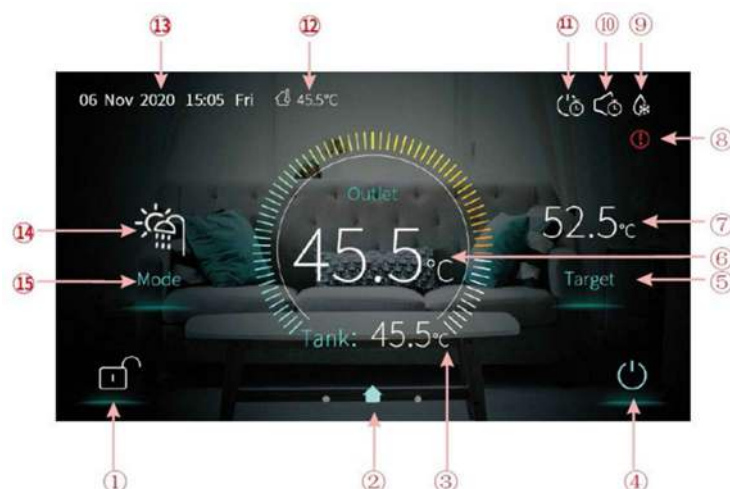 ⑬ ⑫ ⑪ ⑩ ⑨
06 Nov 2020 15:05 Fri 45.5°C
⑧
Outlet
⑭ 52.5°C ⑦
45.5°C ⑥
⑮ Mode Target ⑤
Tank: 45.5°C
① ② ③ ④